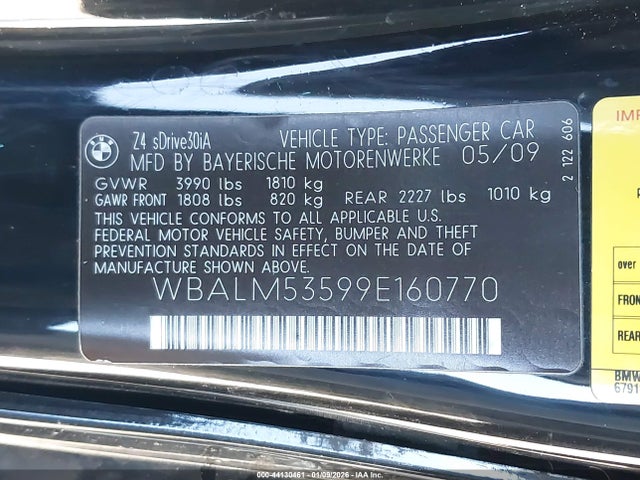 BMW
Z4 sDrive30iA VEHICLE TYPE: PASSENGER CAR
MFD BY BAYERISCHE MOTORENWERKE 05/09
GVWR 3990 lbs 1810 kg
GAWR FRONT 1808 lbs 820 kg REAR 2227 lbs 1010 kg
THIS VEHICLE CONFORMS TO ALL APPLICABLE U.S.
FEDERAL MOTOR VEHICLE SAFETY, BUMPER AND THEFT
PREVENTION STANDARDS IN EFFECT ON THE DATE OF
MANUFACTURE SHOWN ABOVE.
WBALM53599E160770
2 122 606
IMP
over
FRON
REAR
BMW
6791
000-44130461 - 01/09/2026 - IAA Inc.